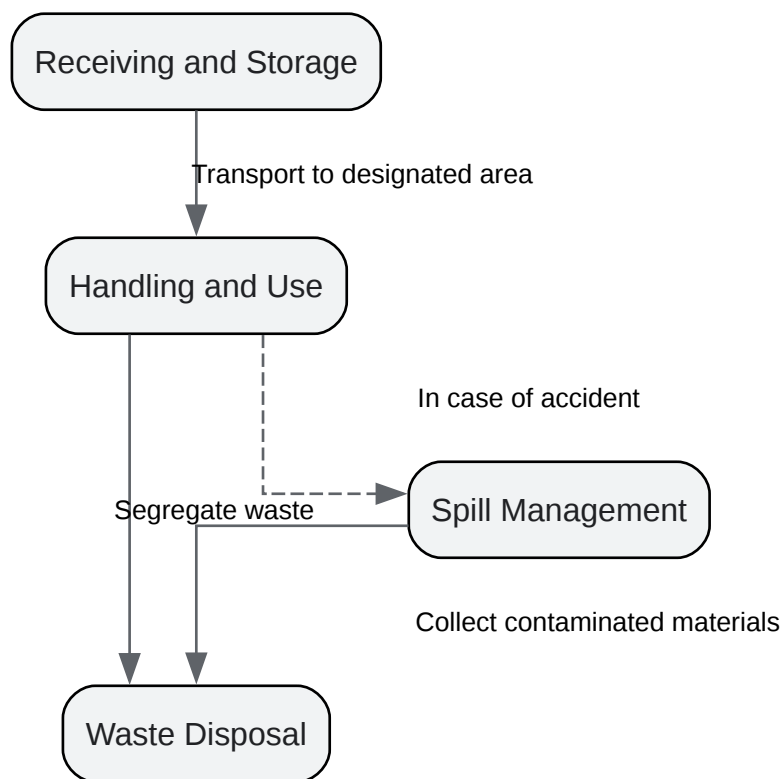 Receiving and Storage
Transport to designated area
Handling and Use
In case of accident
Segregate waste
Spill Management
Collect contaminated materials
Waste Disposal